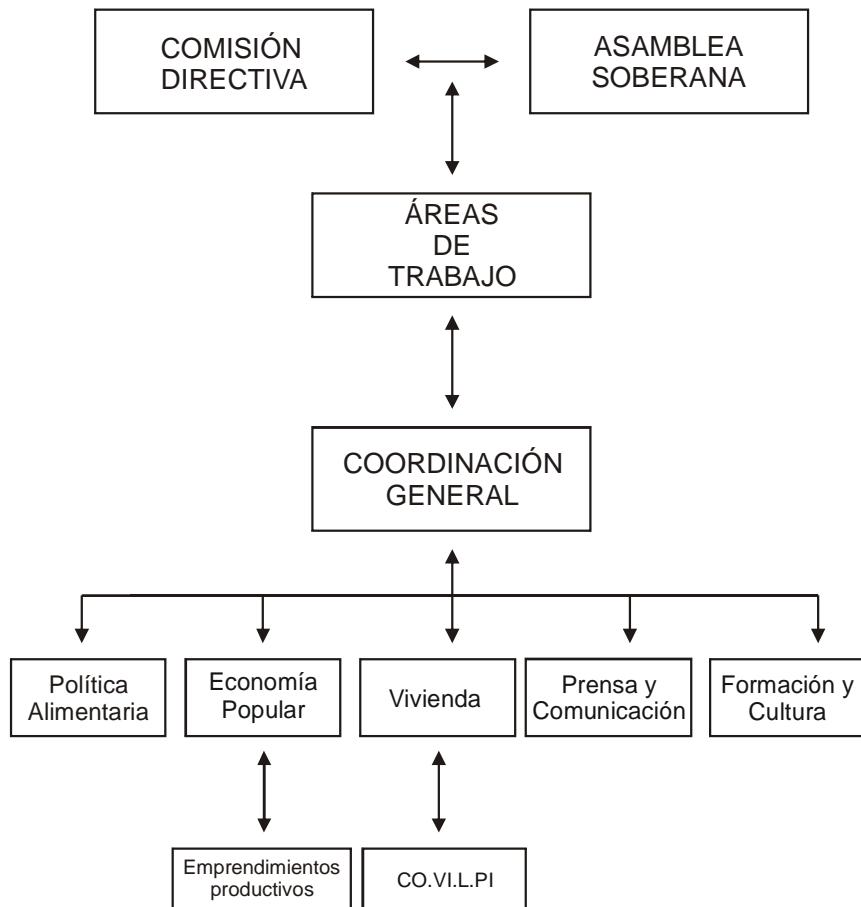 COMISIÓN
DIRECTIVA
ASAMBLEA
SOBERANA
ÁREAS
DE
TRABAJO
COORDINACIÓN
GENERAL
Política
Alimentaria
Economía
Popular
Vivienda
Prensa y
Comunicación
Formación y
Cultura
Emprendimientos
productivos
CO.VI.L.PI